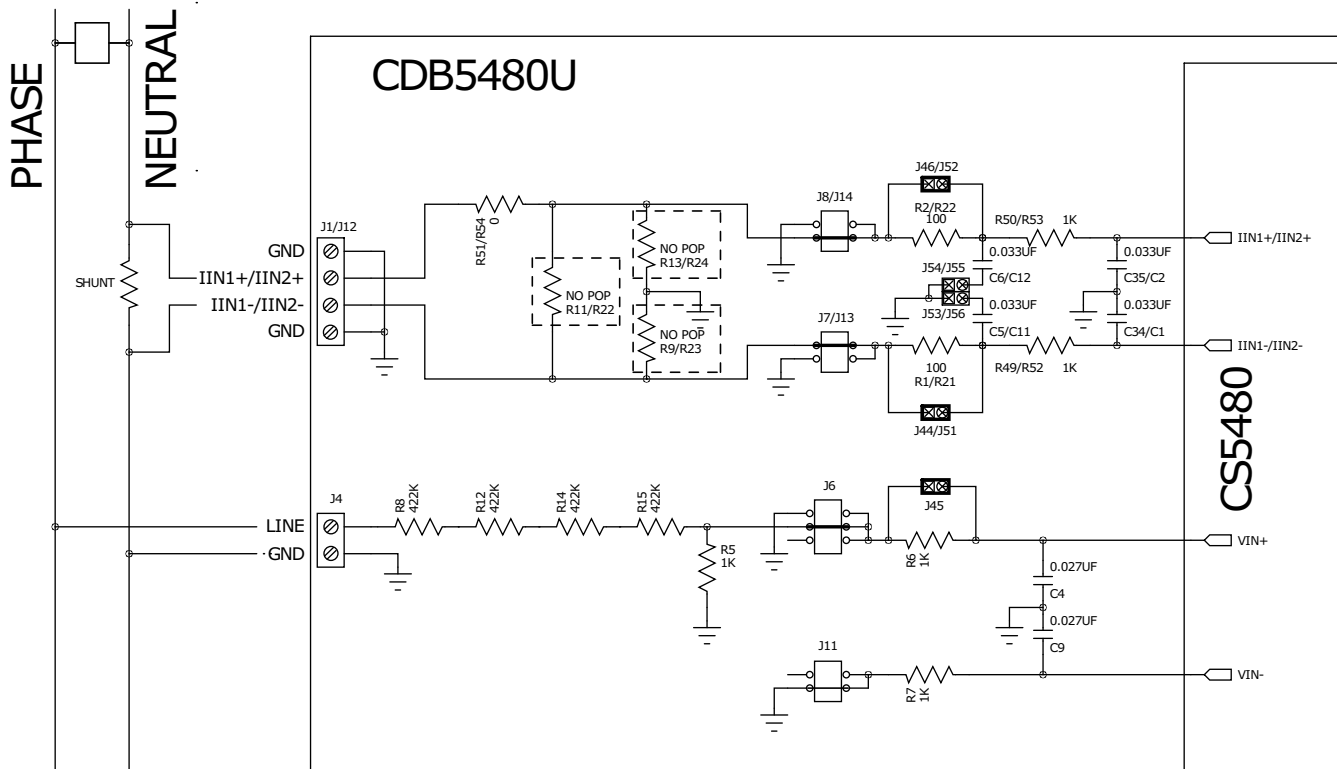 PHASE
NEUTRAL
CDB5480U
J46/J52
J8/J14
R2/R22
100
R50/R53
1K
J1/J12
R51/R54
0
NO POP
R13/R24
GND
IIN1+/IIN2+
IIN1-/IIN2-
GND
SHUNT
NO POP
R11/R22
NO POP
R9/R23
0.033UF
C6/C12
0.033UF
C35/C2
IIN1+/IIN2+
J54/J55
J53/J56
0.033UF
C5/C11
0.033UF
C34/C1
J7/J13
100
R1/R21
R49/R52
1K
IIN1-/IIN2-
J44/J51
CS5480
J4
R8
422K
R12
422K
R14
422K
R15
422K
J6
J45
LINE
GND
R5
1K
R6
1K
VIN+
0.027UF
C4
0.027UF
C9
J11
R7
1K
VIN-